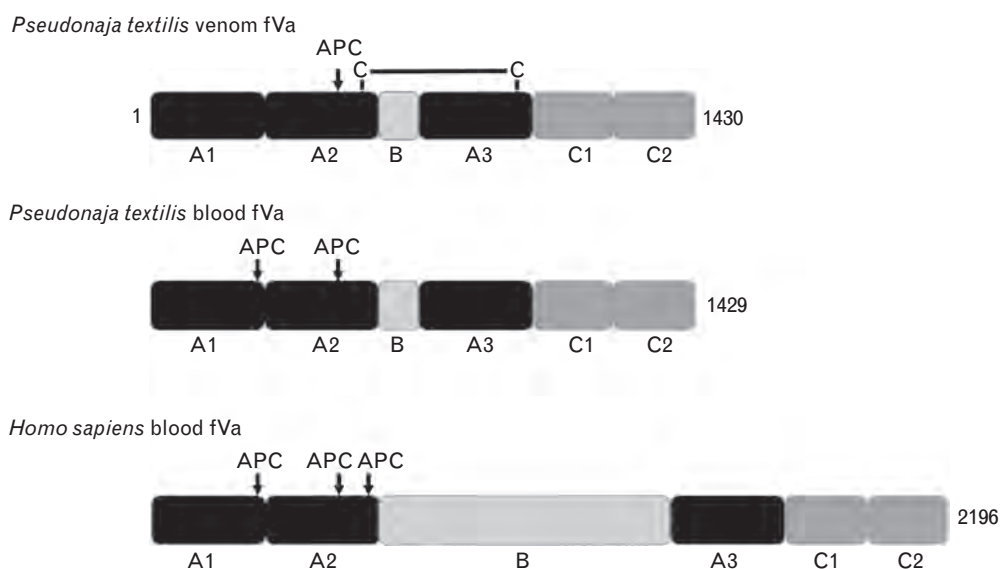 Pseudonaja textilis venom fVa
APC
C C
1 1430
A1 A2 B A3 C1 C2
Pseudonaja textilis blood fVa
APC APC
1429
A1 A2 B A3 C1 C2
Homo sapiens blood fVa
APC APC APC
2196
A1 A2 B A3 C1 C2